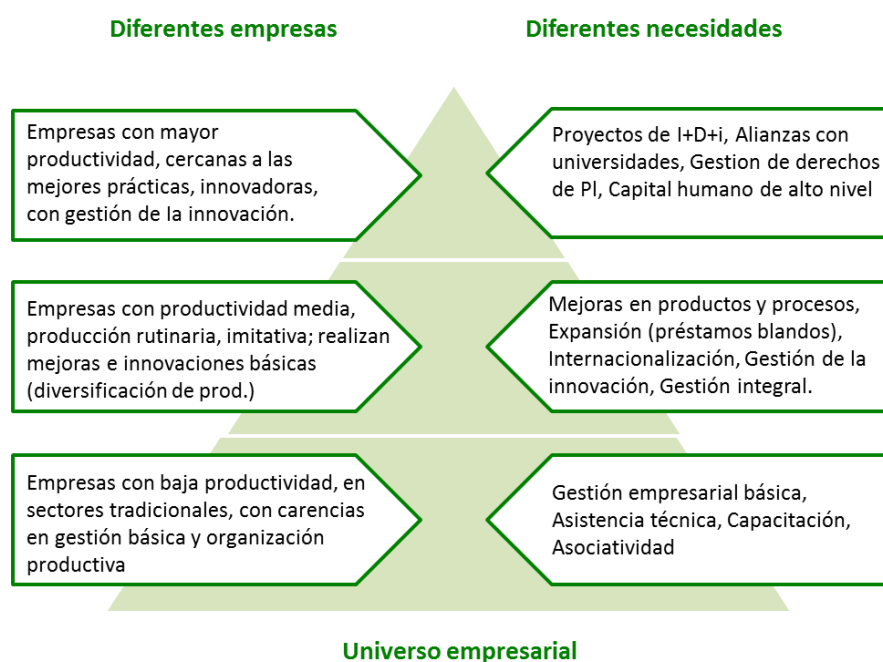 Diferentes empresas
Diferentes necesidades
Empresas con mayor
productividad, cercanas a las
mejores prácticas, innovadoras,
con gestión de la innovación.
Proyectos de I+D+i, Alianzas con
universidades, Gestion de derechos
de PI, Capital humano de alto nivel
Empresas con productividad media,
producción rutinaria, imitativa; realizan
mejoras e innovaciones básicas
(diversificación de prod.)
Mejoras en productos y procesos,
Expansión (préstamos blandos),
Internacionalización, Gestión de la
innovación, Gestión integral.
Empresas con baja productividad, en
sectores tradicionales, con carencias
en gestión básica y organización
productiva
Gestión empresarial básica,
Asistencia técnica, Capacitación,
Asociatividad
Universo empresarial